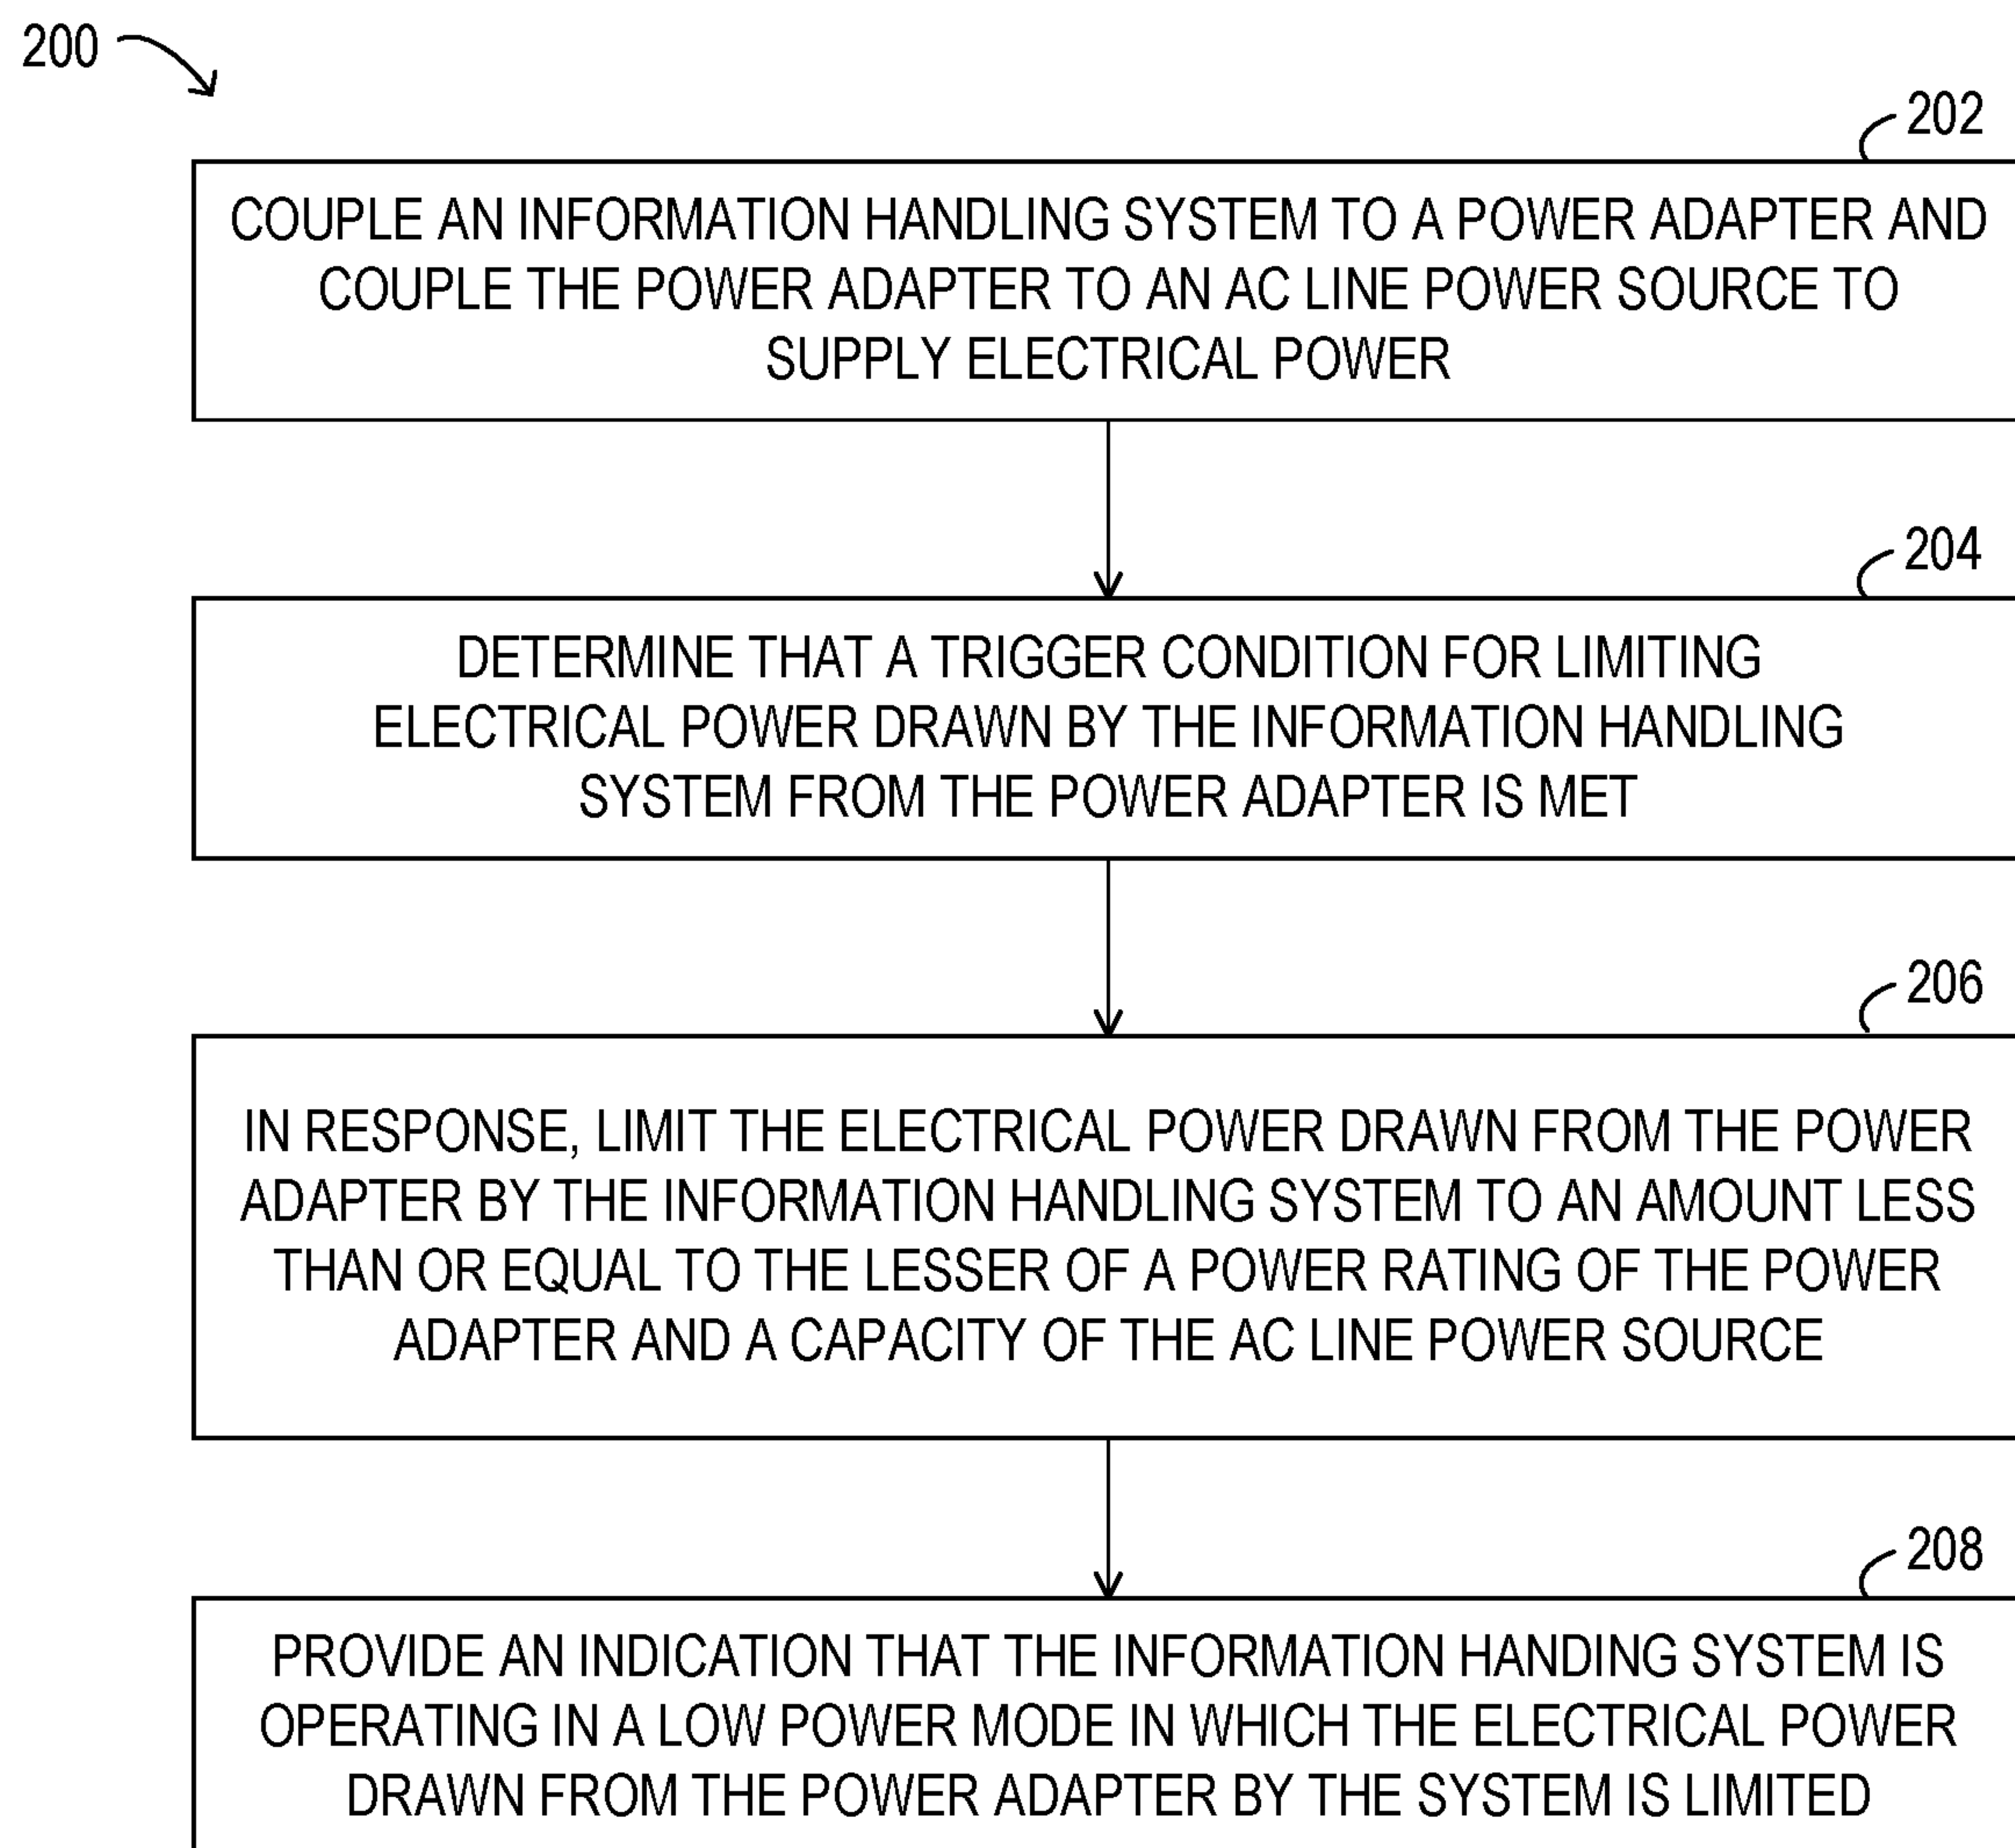 200
202
COUPLE AN INFORMATION HANDLING SYSTEM TO A POWER ADAPTER AND
COUPLE THE POWER ADAPTER TO AN AC LINE POWER SOURCE TO
SUPPLY ELECTRICAL POWER
204
DETERMINE THAT A TRIGGER CONDITION FOR LIMITING
ELECTRICAL POWER DRAWN BY THE INFORMATION HANDLING
SYSTEM FROM THE POWER ADAPTER IS MET
206
IN RESPONSE, LIMIT THE ELECTRICAL POWER DRAWN FROM THE POWER
ADAPTER BY THE INFORMATION HANDLING SYSTEM TO AN AMOUNT LESS
THAN OR EQUAL TO THE LESSER OF A POWER RATING OF THE POWER
ADAPTER AND A CAPACITY OF THE AC LINE POWER SOURCE
208
PROVIDE AN INDICATION THAT THE INFORMATION HANDING SYSTEM IS
OPERATING IN A LOW POWER MODE IN WHICH THE ELECTRICAL POWER
DRAWN FROM THE POWER ADAPTER BY THE SYSTEM IS LIMITED